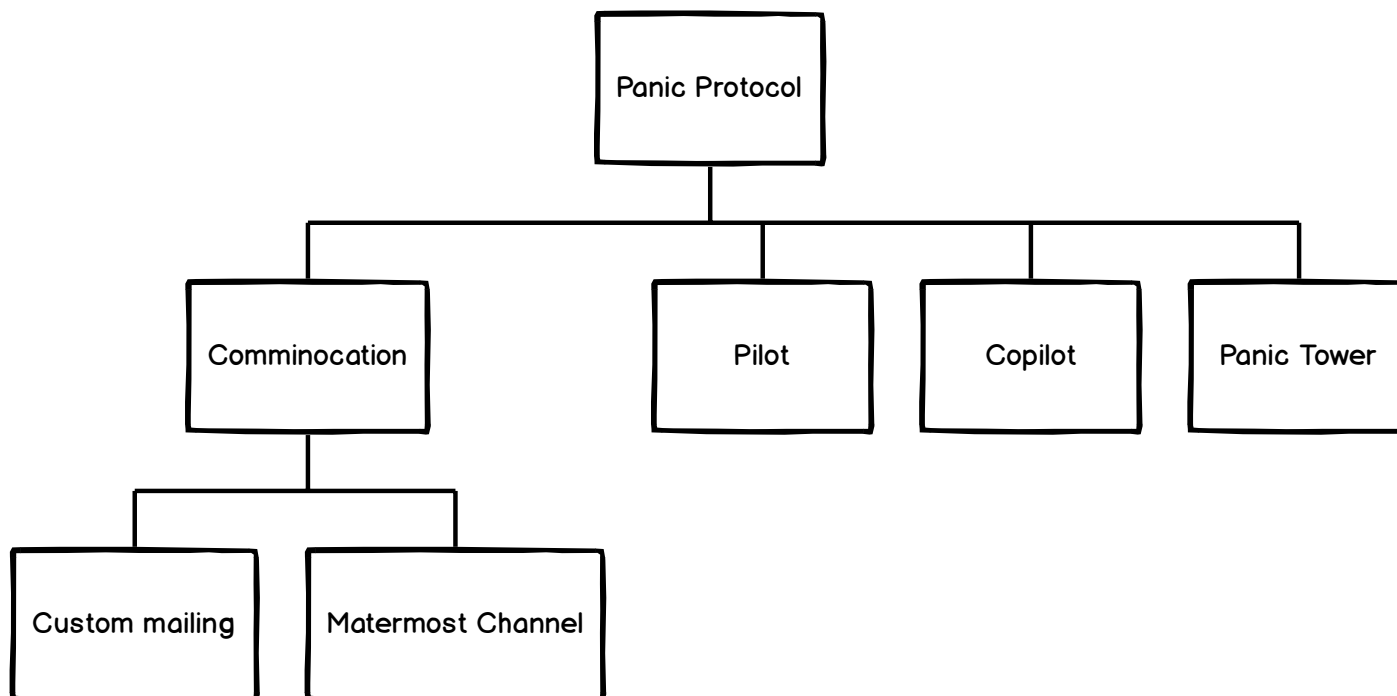 Panic Protocol
Comminocation
Pilot
Copilot
Panic Tower
Custom mailing
Matermost Channel